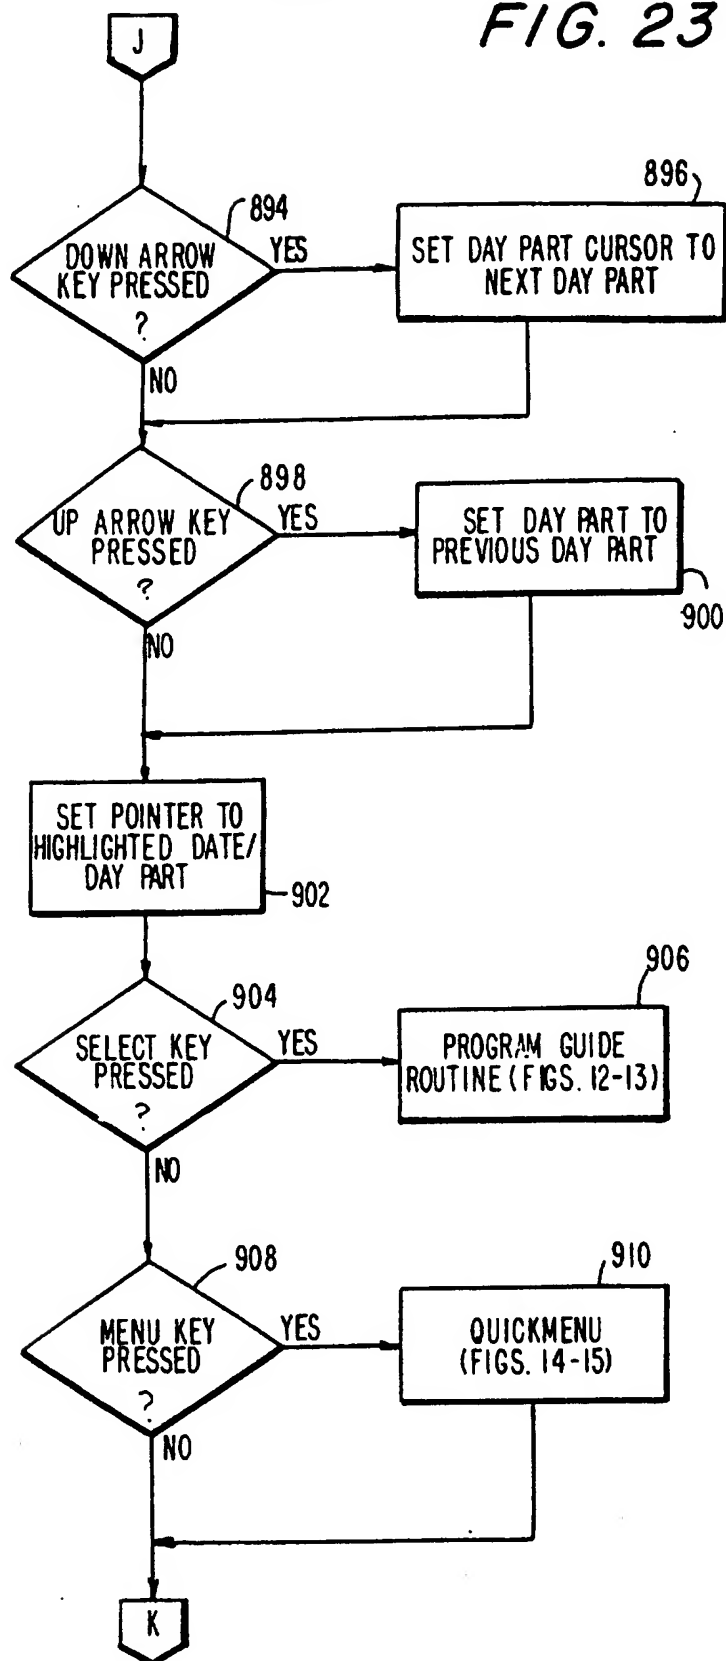 FIG. 23
J
894
896
DOWN ARROW
KEY PRESSED
?
YES
SET DAY PART CURSOR TO
NEXT DAY PART
NO
898
UP ARROW KEY
PRESSED
?
YES
SET DAY PART TO
PREVIOUS DAY PART
900
NO
SET POINTER TO
HIGHLIGHTED DATE/
DAY PART
902
904
906
SELECT KEY
PRESSED
?
YES
PROGRAM GUIDE
ROUTINE (FIGS. 12-13)
NO
908
910
MENU KEY
PRESSED
?
YES
QUICKMENU
(FIGS. 14-15)
NO
K